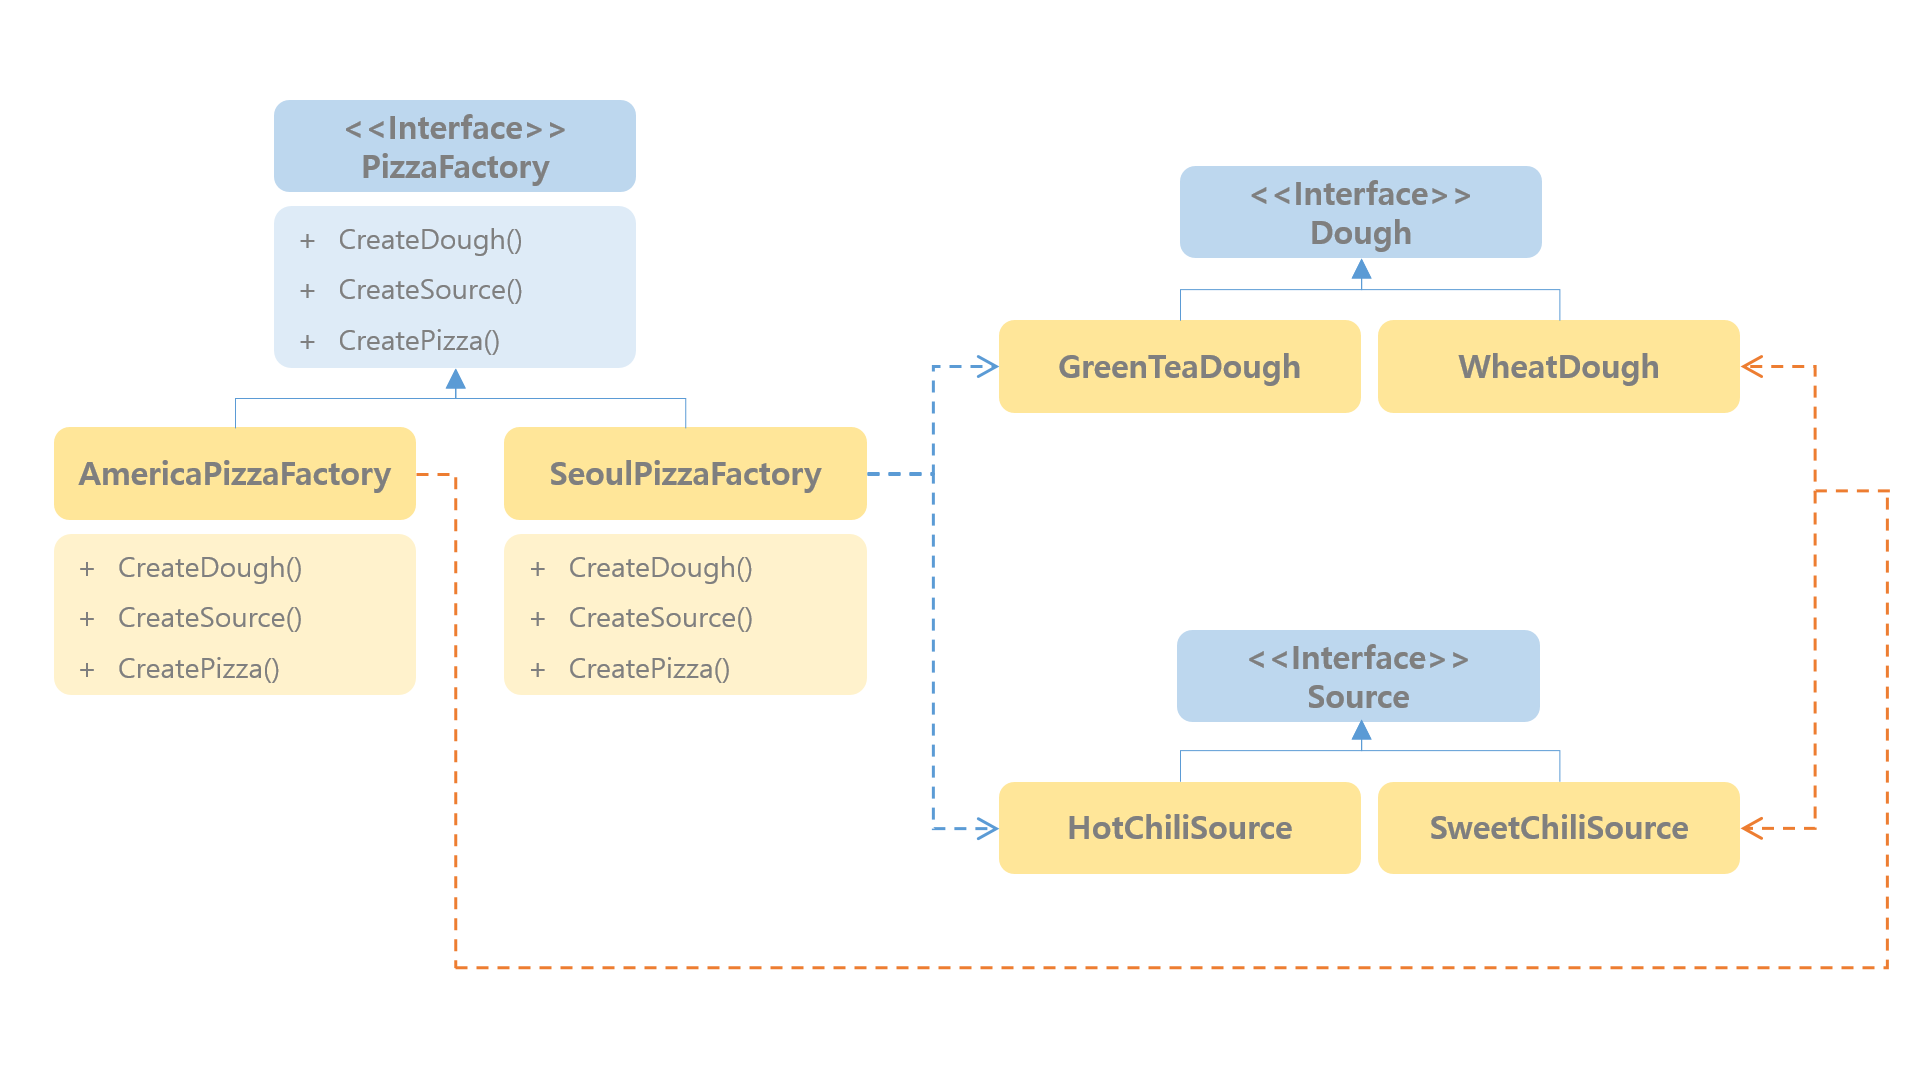 <<Interface>>
PizzaFactory
+ CreateDough()
+ CreateSource()
+ CreatePizza()
AmericaPizzaFactory
+ CreateDough()
+ CreateSource()
+ CreatePizza()
SeoulPizzaFactory
+ CreateDough()
+ CreateSource()
+ CreatePizza()
<<Interface>>
Dough
GreenTeaDough
WheatDough
<<Interface>>
Source
HotChiliSource
SweetChiliSource